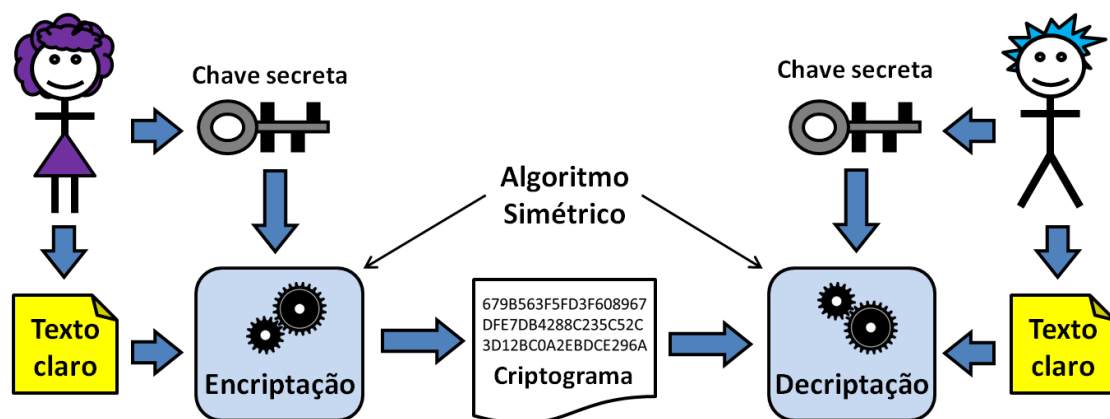 Chave secreta
Chave secreta
Algoritmo
Simétrico
Texto
claro
Encriptação
679B563F5FD3F608967
DFE7DB4288C235C52C
3D12BC0A2EBDCE296A
Criptograma
Decriptação
Texto
claro